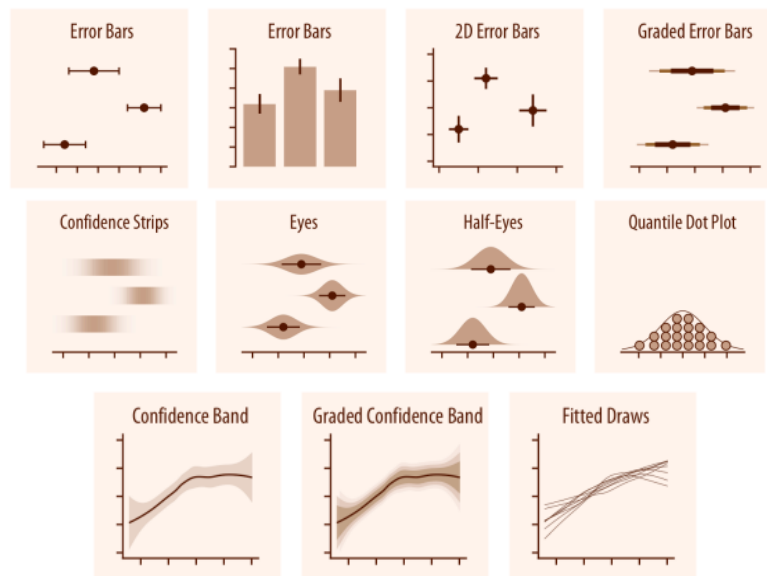 Error Bars
Error Bars
2D Error Bars
Graded Error Bars
Confidence Strips
Eyes
Half-Eyes
Quantile Dot Plot
Confidence Band
Graded Confidence Band
Fitted Draws